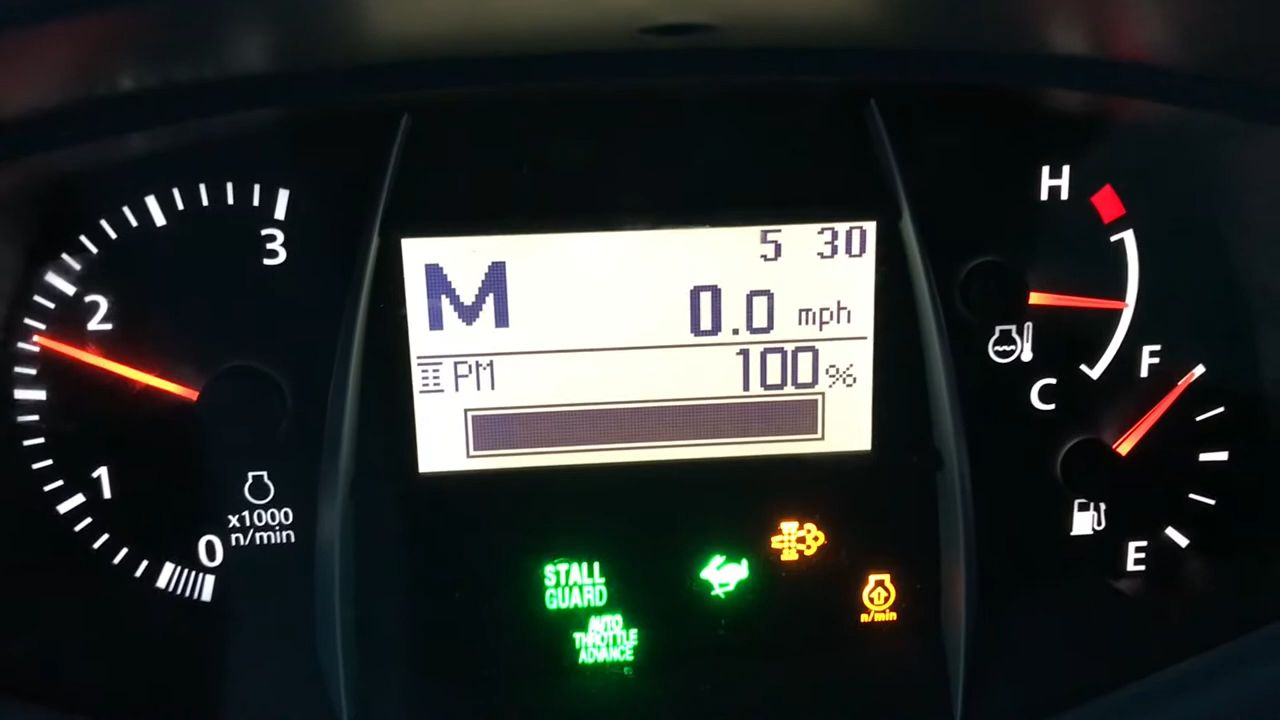 3
2
1
0
x1000
n/min
M
5 30
0.0 mph
PM 100%
STALL
GUARD
AUTO
THROTTLE
ADVANCE
n/min
H
C
F
E